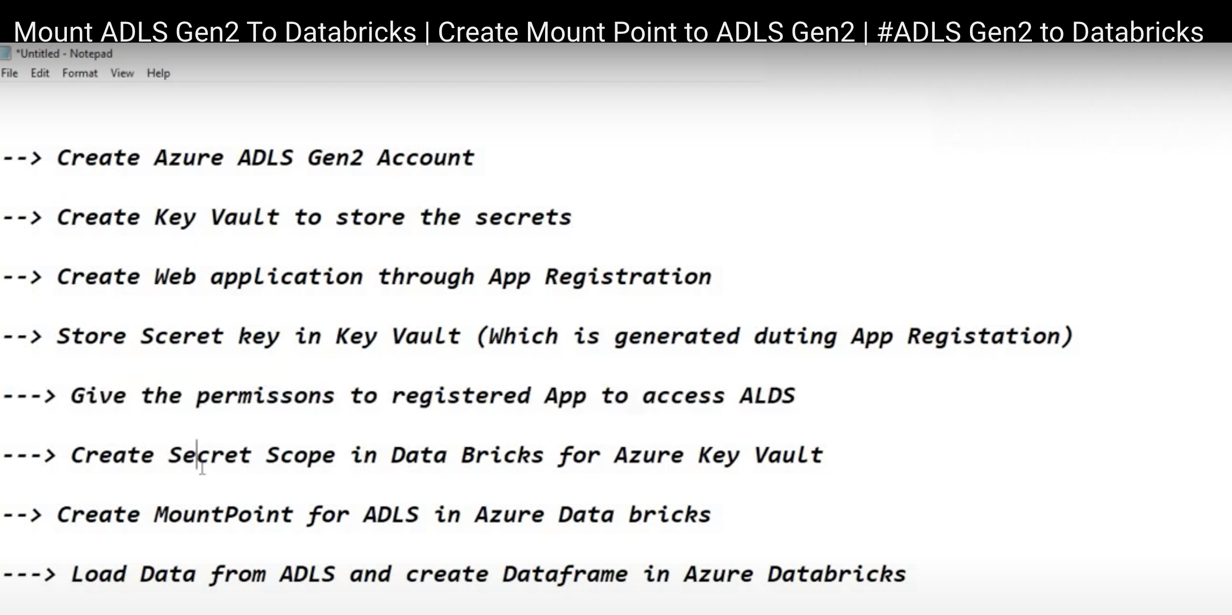 Mount ADLS Gen2 To Databricks | Create Mount Point to ADLS Gen2 | #ADLS Gen2 to Databricks
*Untitled - Notepad
File Edit Format View Help
--> Create Azure ADLS Gen2 Account
--> Create Key Vault to store the secrets
--> Create Web application through App Registration
--> Store Sceret key in Key Vault (Which is generated duting App Registation)
---> Give the permissons to registered App to access ALDS
---> Create Secret Scope in Data Bricks for Azure Key Vault
--> Create MountPoint for ADLS in Azure Data bricks
---> Load Data from ADLS and create Dataframe in Azure Databricks